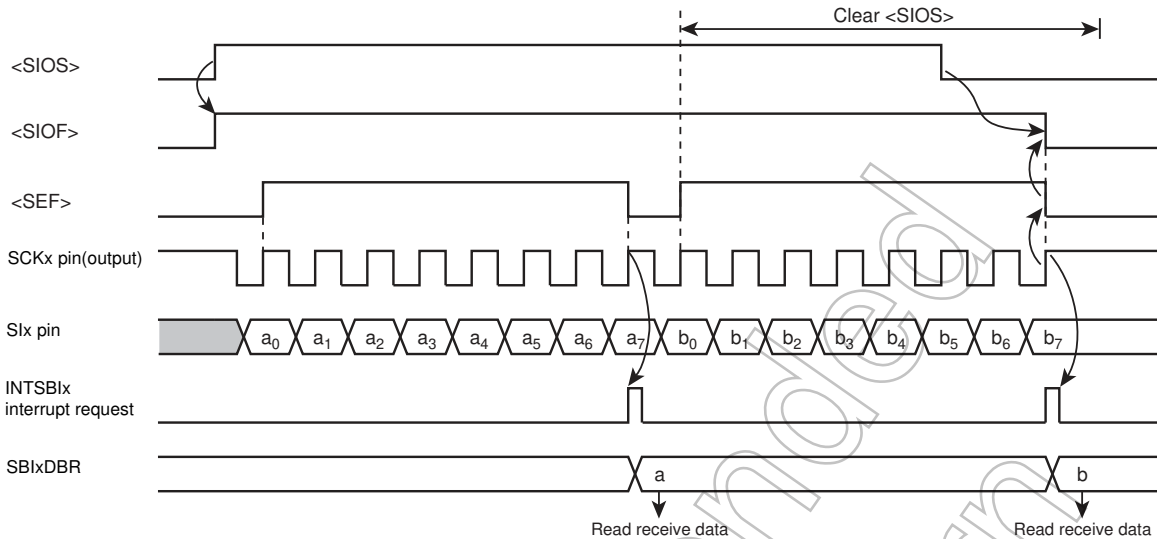 Clear <SIOS>
<SIOS>
<SIOF>
<SEF>
SCKx pin(output)
SIx pin
a0 a1 a2 a3 a4 a5 a6 a7 b0 b1 b2 b3 b4 b5 b6 b7
INTSBIx
interrupt request
SBIxDBR
a b
Read receive data Read receive data